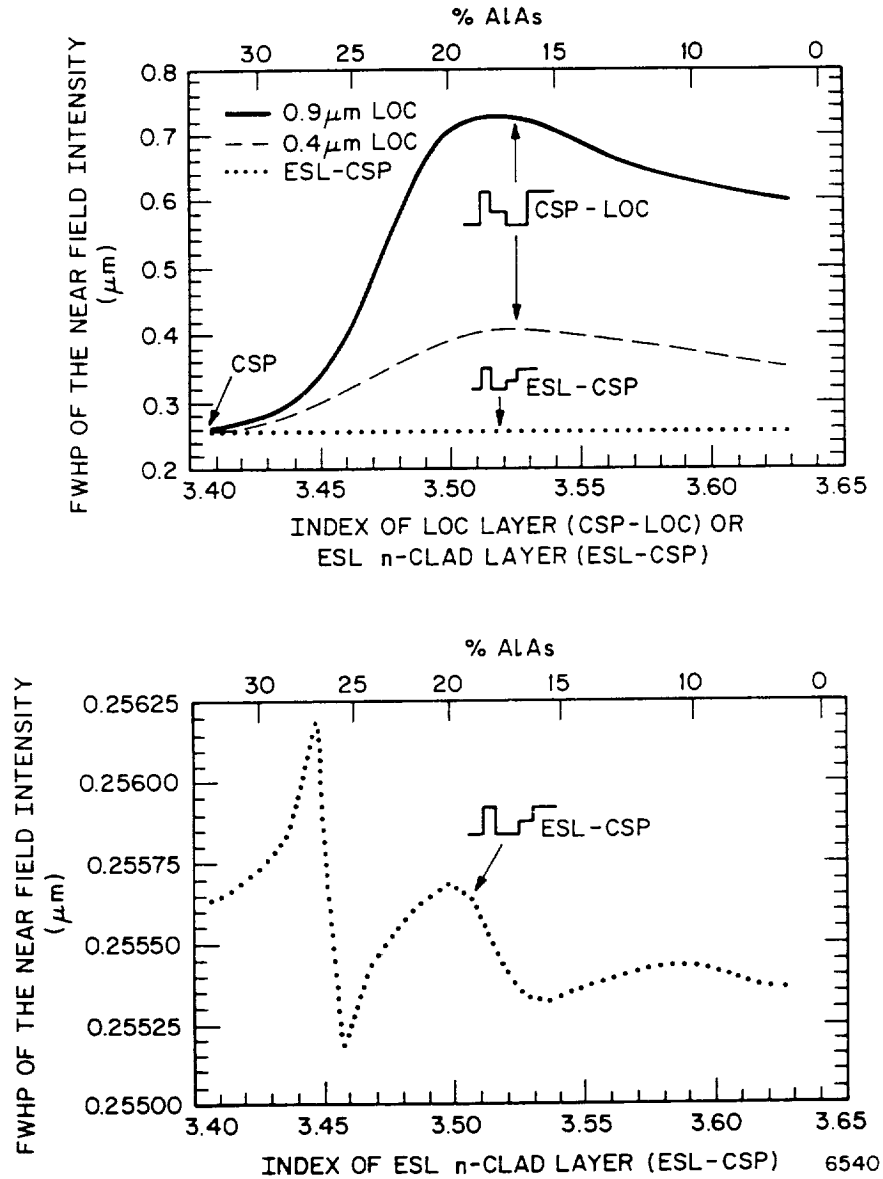 % AlAs
30 25 20 15 10 5 0
FWHP OF THE NEAR FIELD INTENSITY
(μm)
0.8
0.7
0.6
0.5
0.4
0.3
0.2
0.9μm LOC
0.4μm LOC
ESL-CSP
CSP-LOC
CSP
ESL-CSP
3.40 3.45 3.50 3.55 3.60 3.65
INDEX OF LOC LAYER (CSP-LOC) OR
ESL n-CLAD LAYER (ESL-CSP)
% AlAs
30 25 20 15 10 5 0
FWHP OF THE NEAR FIELD INTENSITY
(μm)
0.25625
0.25600
0.25575
0.25550
0.25525
0.25500
ESL-CSP
3.40 3.45 3.50 3.55 3.60 3.65
INDEX OF ESL n-CLAD LAYER (ESL-CSP)
6540